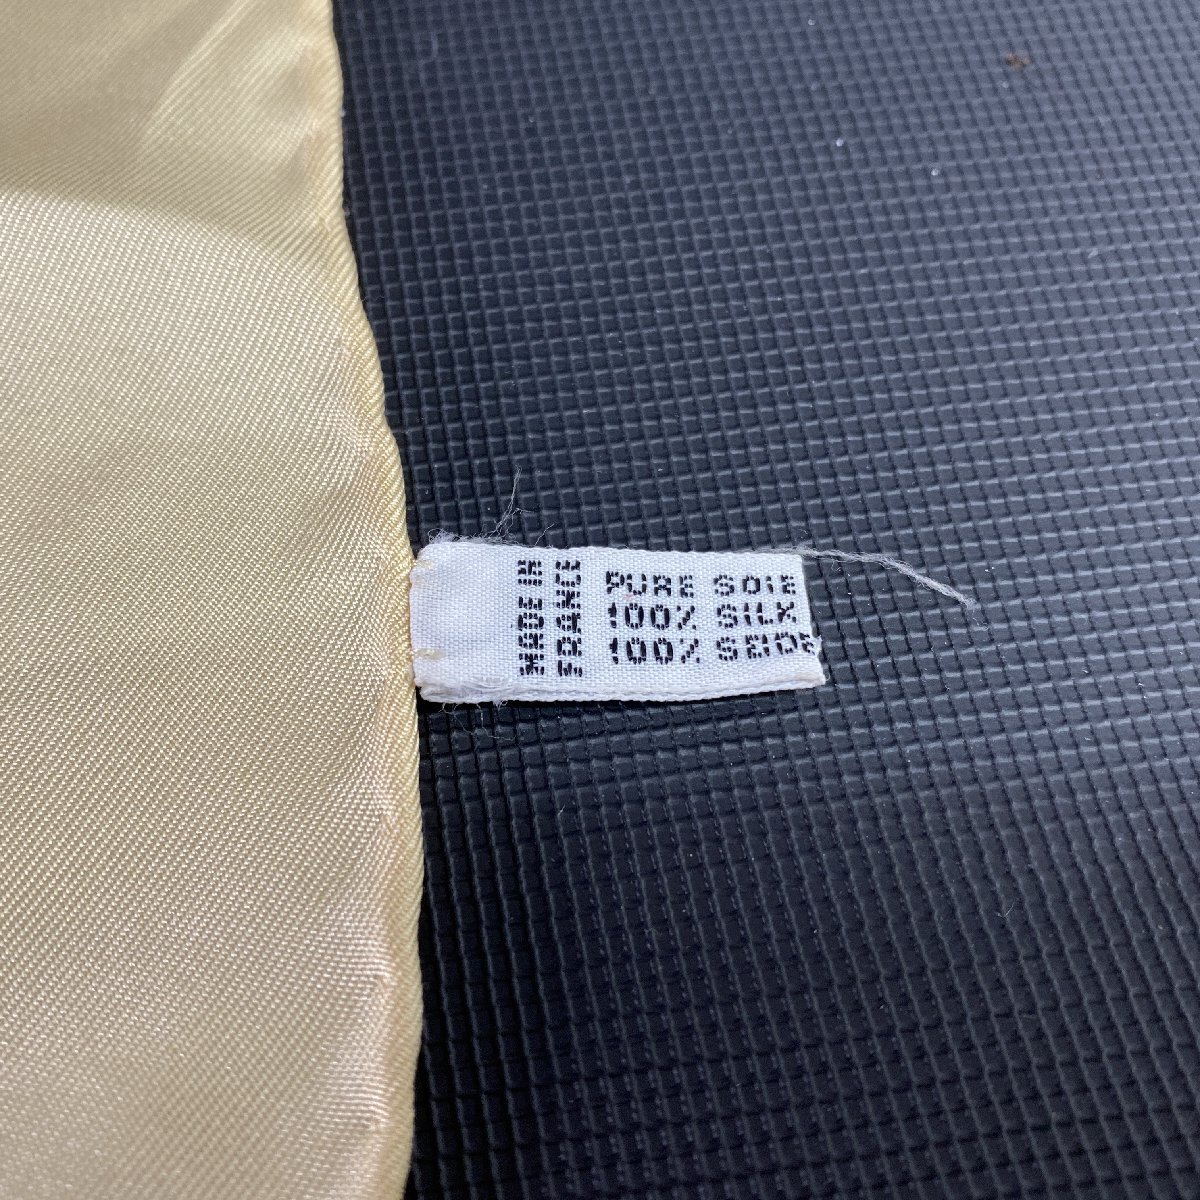 MADE IN
FRANCE
PURE SOIE
100% SILK
100% SEIDE